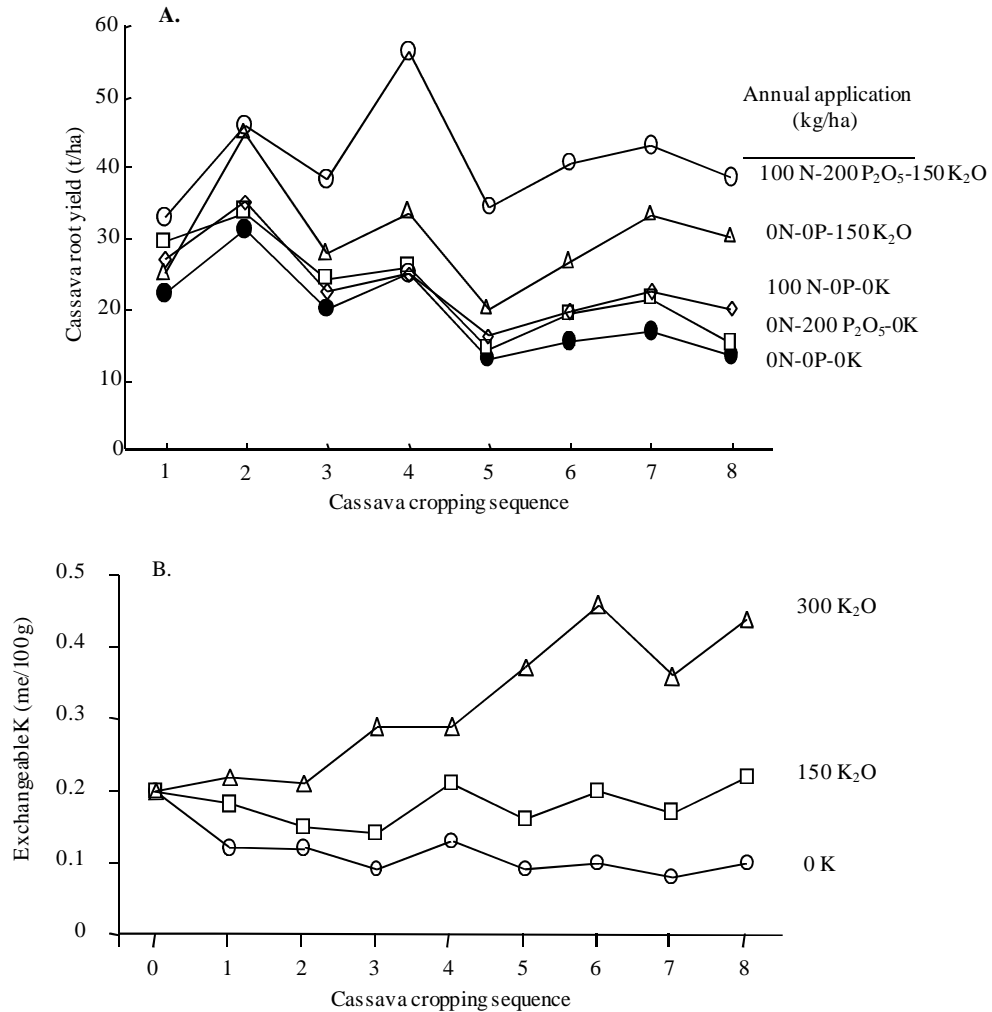 A.
60
50
40
30
20
10
0
Cassava root yield (t/ha)
1 2 3 4 5 6 7 8
Cassava cropping sequence
Annual application
(kg/ha)
100 N-200 P₂O₅-150 K₂O
0N-0P-150 K₂O
100 N-0P-0K
0N-200 P₂O₅-0K
0N-0P-0K
B.
0.5
0.4
0.3
0.2
0.1
0
Exchangeable K (me/100g)
300 K₂O
150 K₂O
0 K
0 1 2 3 4 5 6 7 8
Cassava cropping sequence